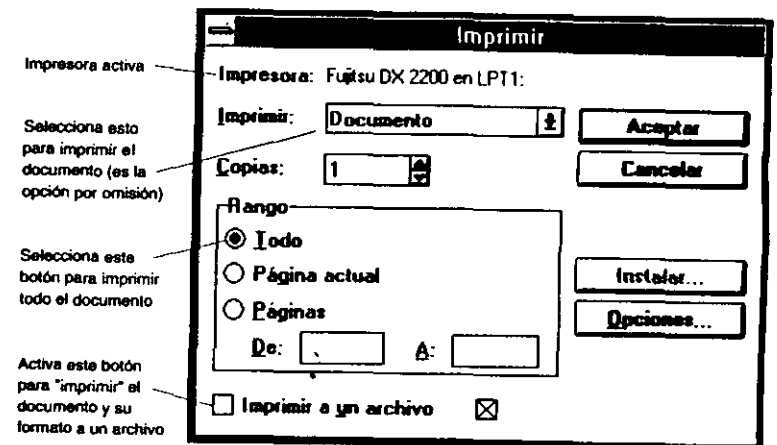 Imprimir
Impresora activa
Impresora: Fujitsu DX 2200 en LPT1:
Imprimir: Documento
Aceptar
Selecciona esto
para imprimir el
documento (es la
opción por omisión)
Copias: 1
Cancelar
Rango
Todo
Selecciona este
botón para imprimir
todo el documento
Página actual
Instalar...
Páginas
Opciones...
De: A:
Activa este botón
para "imprimir" el
documento y su
formato a un archivo
Imprimir a un archivo